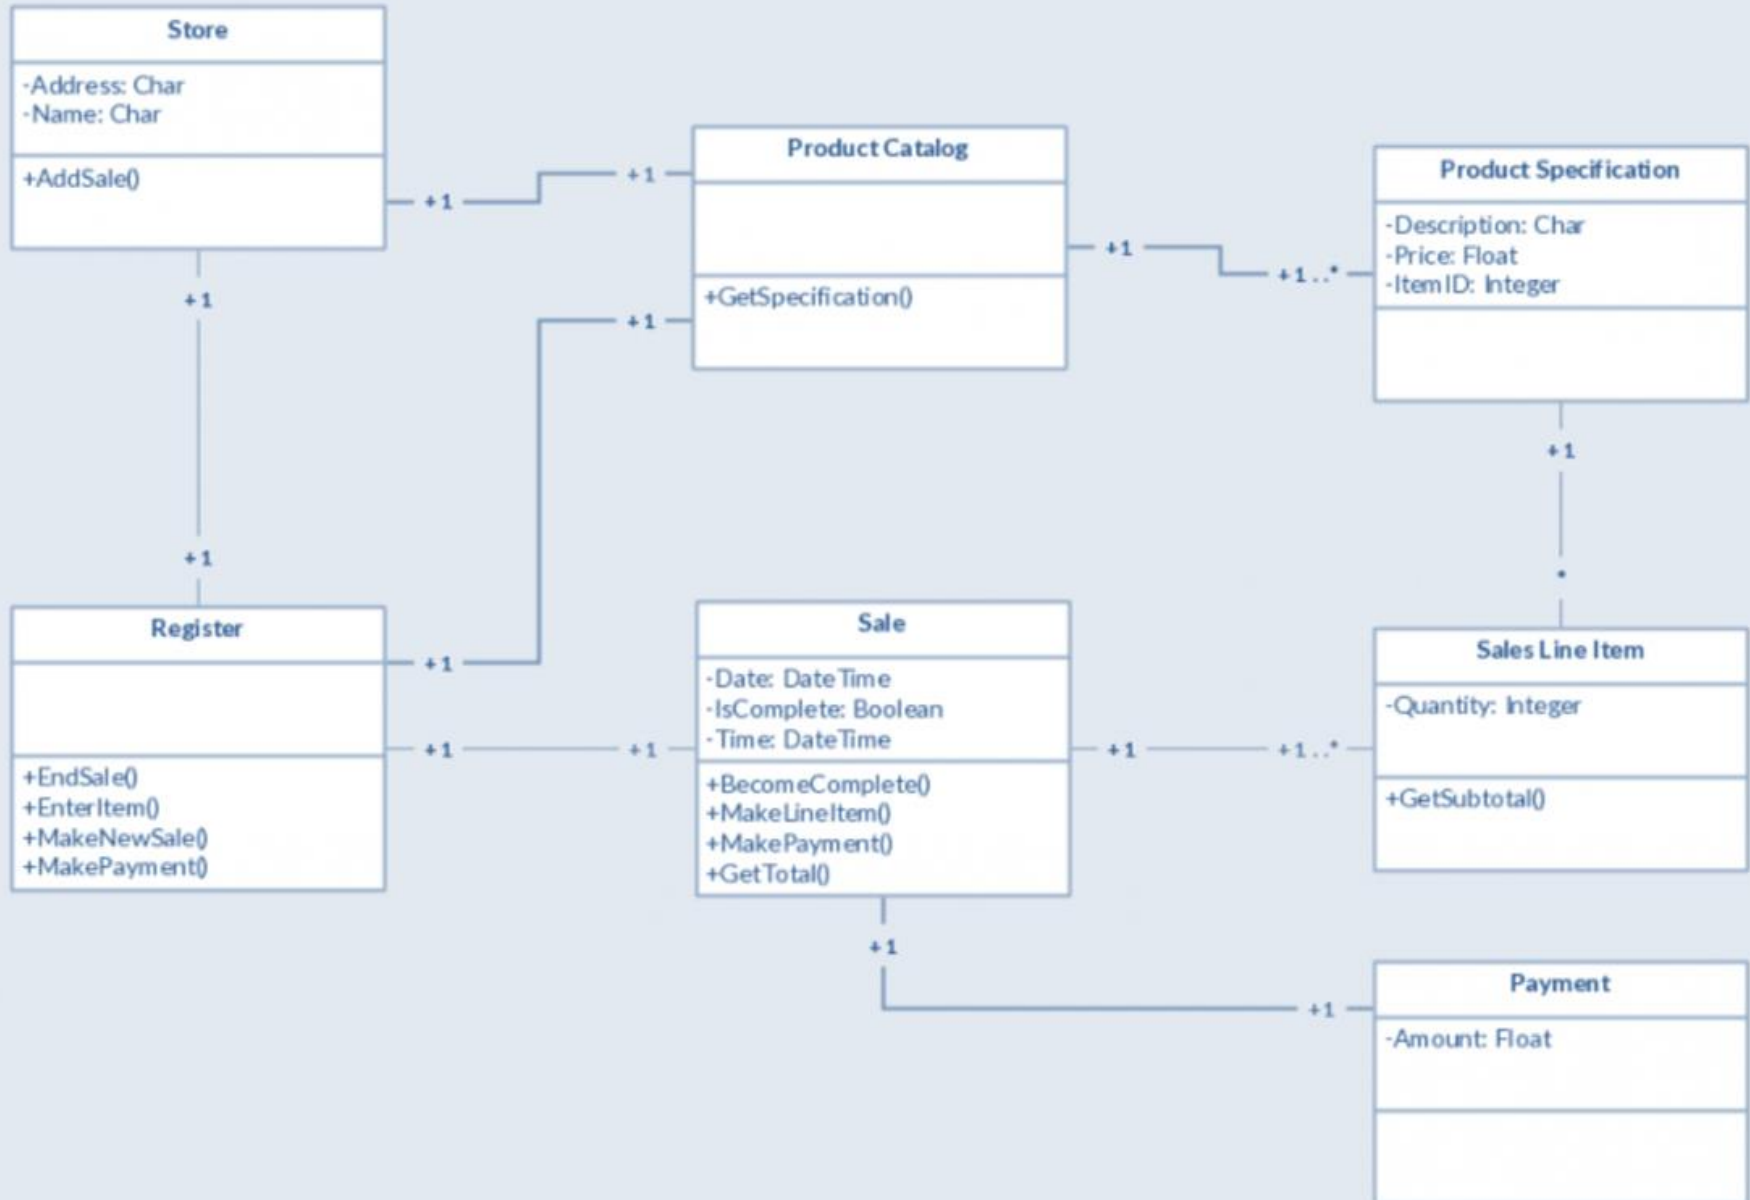 Store
-Address: Char
-Name: Char
+AddSale()
+1
+1
+1
+1
Product Catalog
+GetSpecification()
+1
+1
+1..*
Product Specification
-Description: Char
-Price: Float
-ItemID: Integer
+1
*
Register
+EndSale()
+EnterItem()
+MakeNewSale()
+MakePayment()
+1
+1
+1
Sale
-Date: DateTime
-IsComplete: Boolean
-Time: DateTime
+BecomeComplete()
+MakeLineItem()
+MakePayment()
+GetTotal()
+1
+1..*
Sales Line Item
-Quantity: Integer
+GetSubtotal()
+1
+1
Payment
-Amount: Float